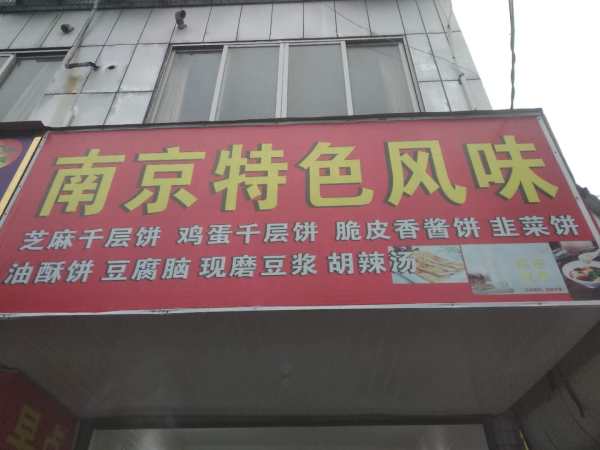 南京特色风味
芝麻千层饼 鸡蛋千层饼 脆皮香酱饼 韭菜饼
油酥饼 豆腐脑 现磨豆浆 胡辣汤